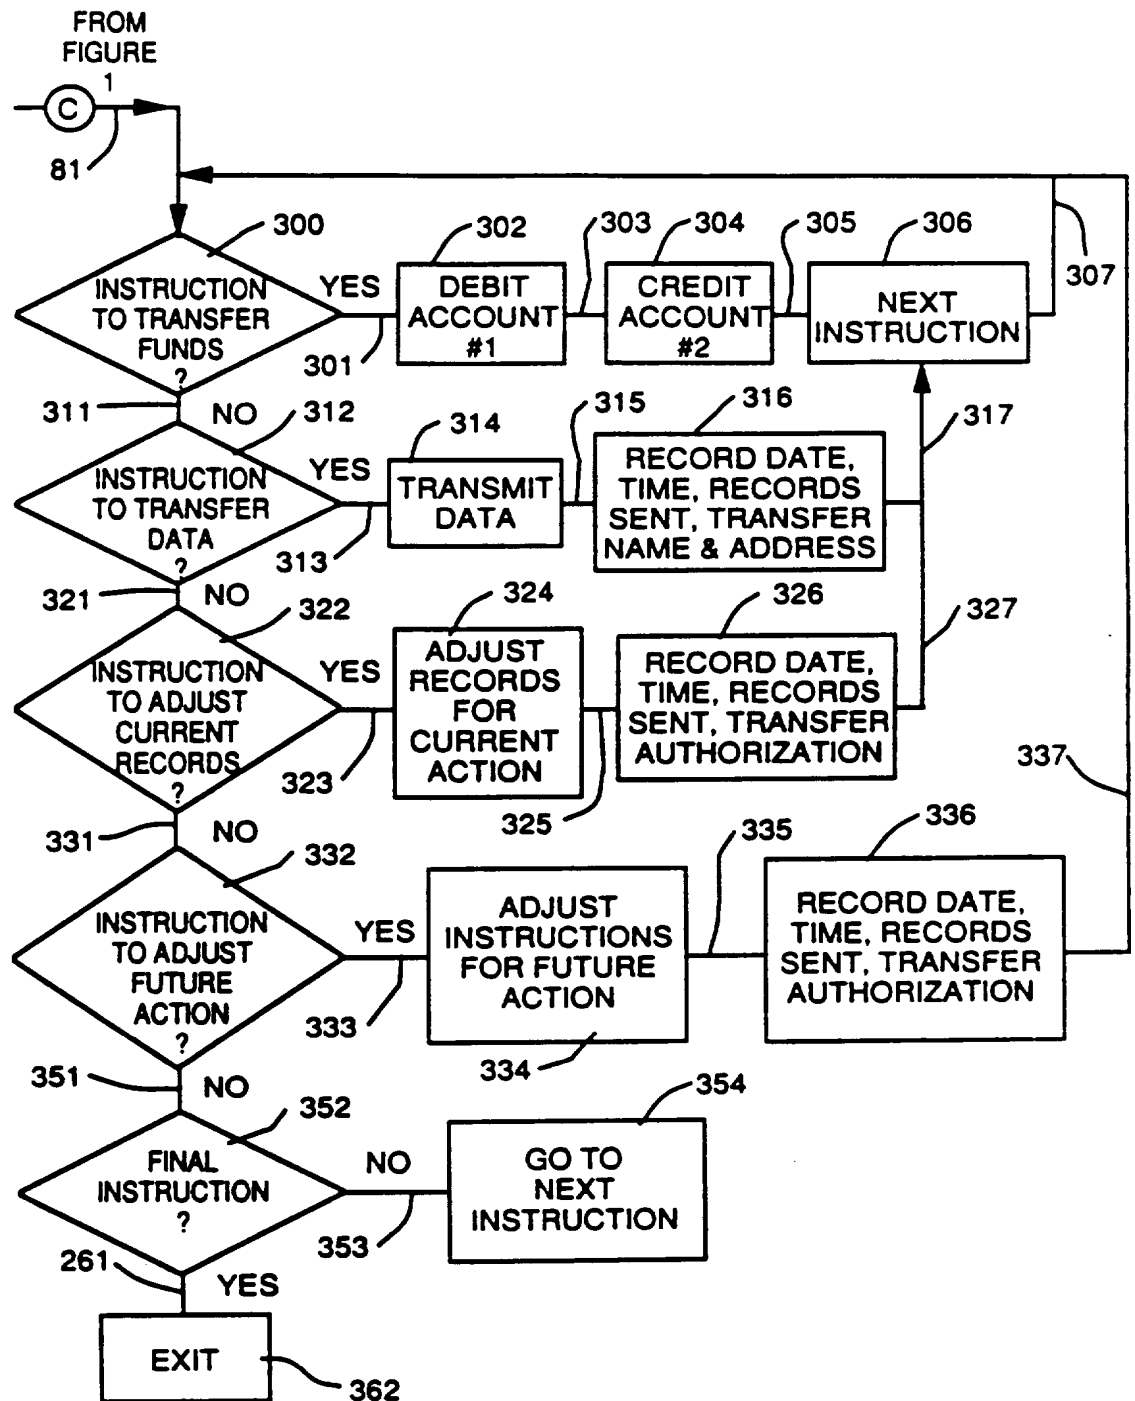 FROM
FIGURE
1
C
81
300
302
303
304
305
306
307
INSTRUCTION
TO TRANSFER
FUNDS
?
YES
301
DEBIT
ACCOUNT
#1
CREDIT
ACCOUNT
#2
NEXT
INSTRUCTION
311
NO
312
314
315
316
317
INSTRUCTION
TO TRANSFER
DATA
?
YES
313
TRANSMIT
DATA
RECORD DATE,
TIME, RECORDS
SENT, TRANSFER
NAME & ADDRESS
321
NO
322
324
326
327
INSTRUCTION
TO ADJUST
CURRENT
RECORDS
?
YES
323
ADJUST
RECORDS
FOR
CURRENT
ACTION
325
RECORD DATE,
TIME, RECORDS
SENT, TRANSFER
AUTHORIZATION
337
331
NO
332
335
336
INSTRUCTION
TO ADJUST
FUTURE
ACTION
?
YES
333
ADJUST
INSTRUCTIONS
FOR FUTURE
ACTION
334
RECORD DATE,
TIME, RECORDS
SENT, TRANSFER
AUTHORIZATION
351
NO
352
354
FINAL
INSTRUCTION
?
NO
353
GO TO
NEXT
INSTRUCTION
261
YES
EXIT
362